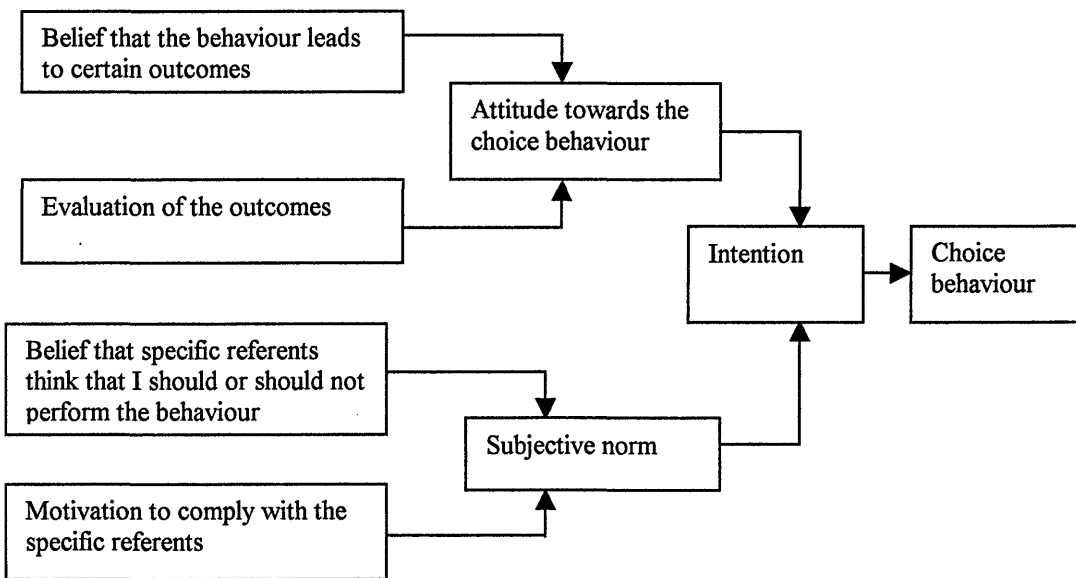 Belief that the behaviour leads
to certain outcomes
Attitude towards the
choice behaviour
Evaluation of the outcomes
Intention
Choice
behaviour
Belief that specific referents
think that I should or should not
perform the behaviour
Subjective norm
Motivation to comply with the
specific referents